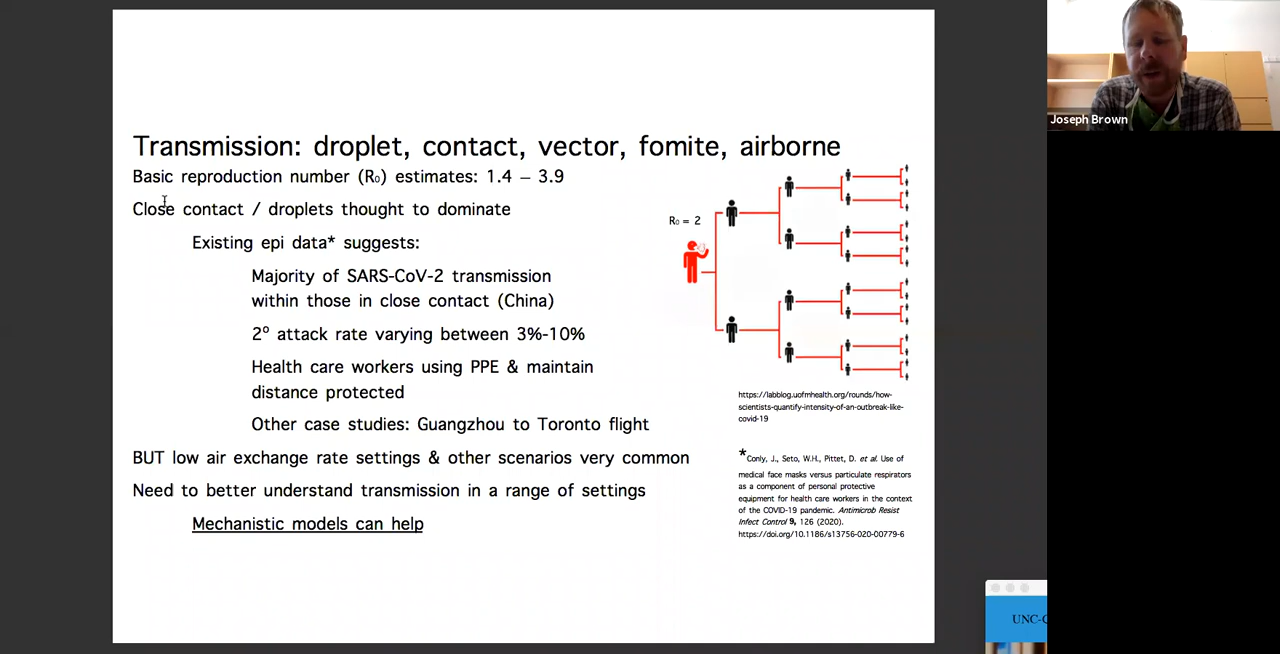 Transmission: droplet, contact, vector, fomite, airborne
Basic reproduction number (R₀) estimates: 1.4 – 3.9
Close contact / droplets thought to dominate
Existing epi data* suggests:
Majority of SARS-CoV-2 transmission
within those in close contact (China)
2º attack rate varying between 3%-10%
Health care workers using PPE & maintain
distance protected
Other case studies: Guangzhou to Toronto flight
BUT low air exchange rate settings & other scenarios very common
Need to better understand transmission in a range of settings
Mechanistic models can help
R₀ = 2
https://labblog.uofmhealth.org/rounds/how-
scientists-quantify-intensity-of-an-outbreak-like-
covid-19
*Conly, J., Seto, W.H., Pittet, D. et al. Use of
medical face masks versus particulate respirators
as a component of personal protective
equipment for health care workers in the context
of the COVID-19 pandemic. Antimicrob Resist
Infect Control 9, 126 (2020).
https://doi.org/10.1186/s13756-020-00779-6
Joseph Brown